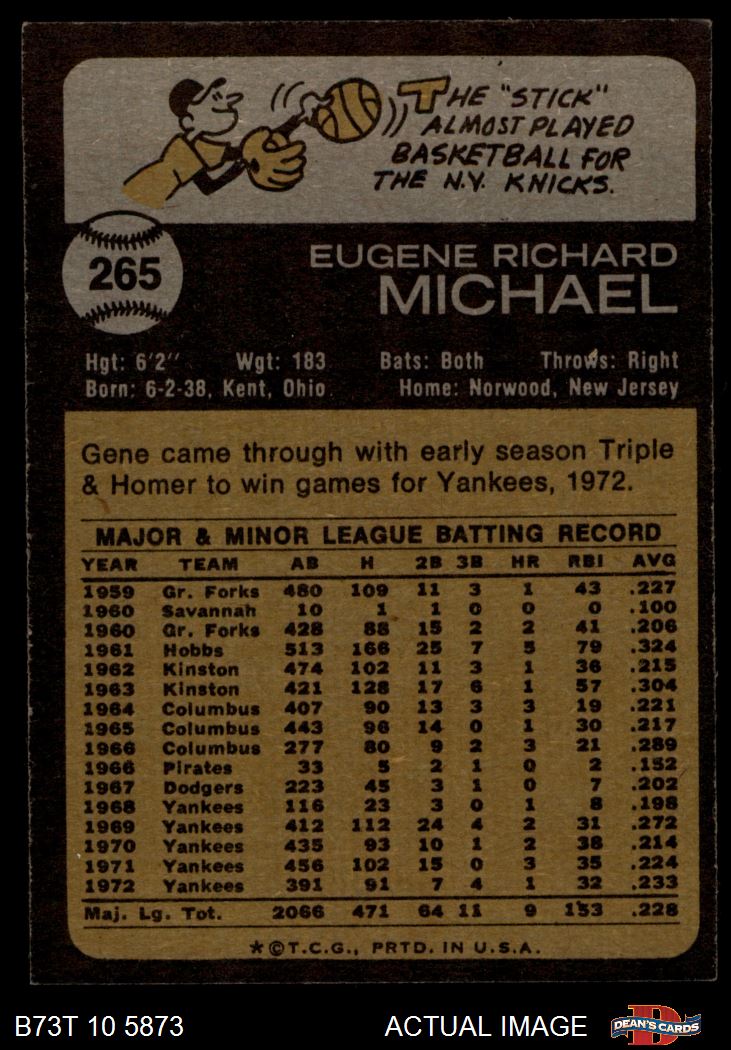 THE "STICK"
ALMOST PLAYED
BASKETBALL FOR
THE N.Y. KNICKS.
265
EUGENE RICHARD
MICHAEL
Hgt: 6'2" Wgt: 183 Bats: Both Throws: Right
Born: 6-2-38, Kent, Ohio Home: Norwood, New Jersey
Gene came through with early season Triple
& Homer to win games for Yankees, 1972.
MAJOR & MINOR LEAGUE BATTING RECORD
YEAR TEAM AB H 2B 3B HR RBI AVG
1959 Gr. Forks 480 109 11 3 1 43 .227
1960 Savannah 10 1 1 0 0 0 .100
1960 Gr. Forks 428 88 15 2 2 41 .206
1961 Hobbs 513 166 25 7 5 79 .324
1962 Kinston 474 102 11 3 1 36 .215
1963 Kinston 421 128 17 6 1 57 .304
1964 Columbus 407 90 13 3 3 19 .221
1965 Columbus 443 96 14 0 1 30 .217
1966 Columbus 277 80 9 2 3 21 .289
1966 Pirates 33 5 2 1 0 2 .152
1967 Dodgers 223 45 3 1 0 7 .202
1968 Yankees 116 23 3 0 1 8 .198
1969 Yankees 412 112 24 4 2 31 .272
1970 Yankees 435 93 10 1 2 38 .214
1971 Yankees 456 102 15 0 3 35 .224
1972 Yankees 391 91 7 4 1 32 .233
Maj. Lg. Tot. 2066 471 64 11 9 153 .228
*©T.C.G., PRTD. IN U.S.A.
B73T 10 5873 ACTUAL IMAGE D DEAN'S CARDS